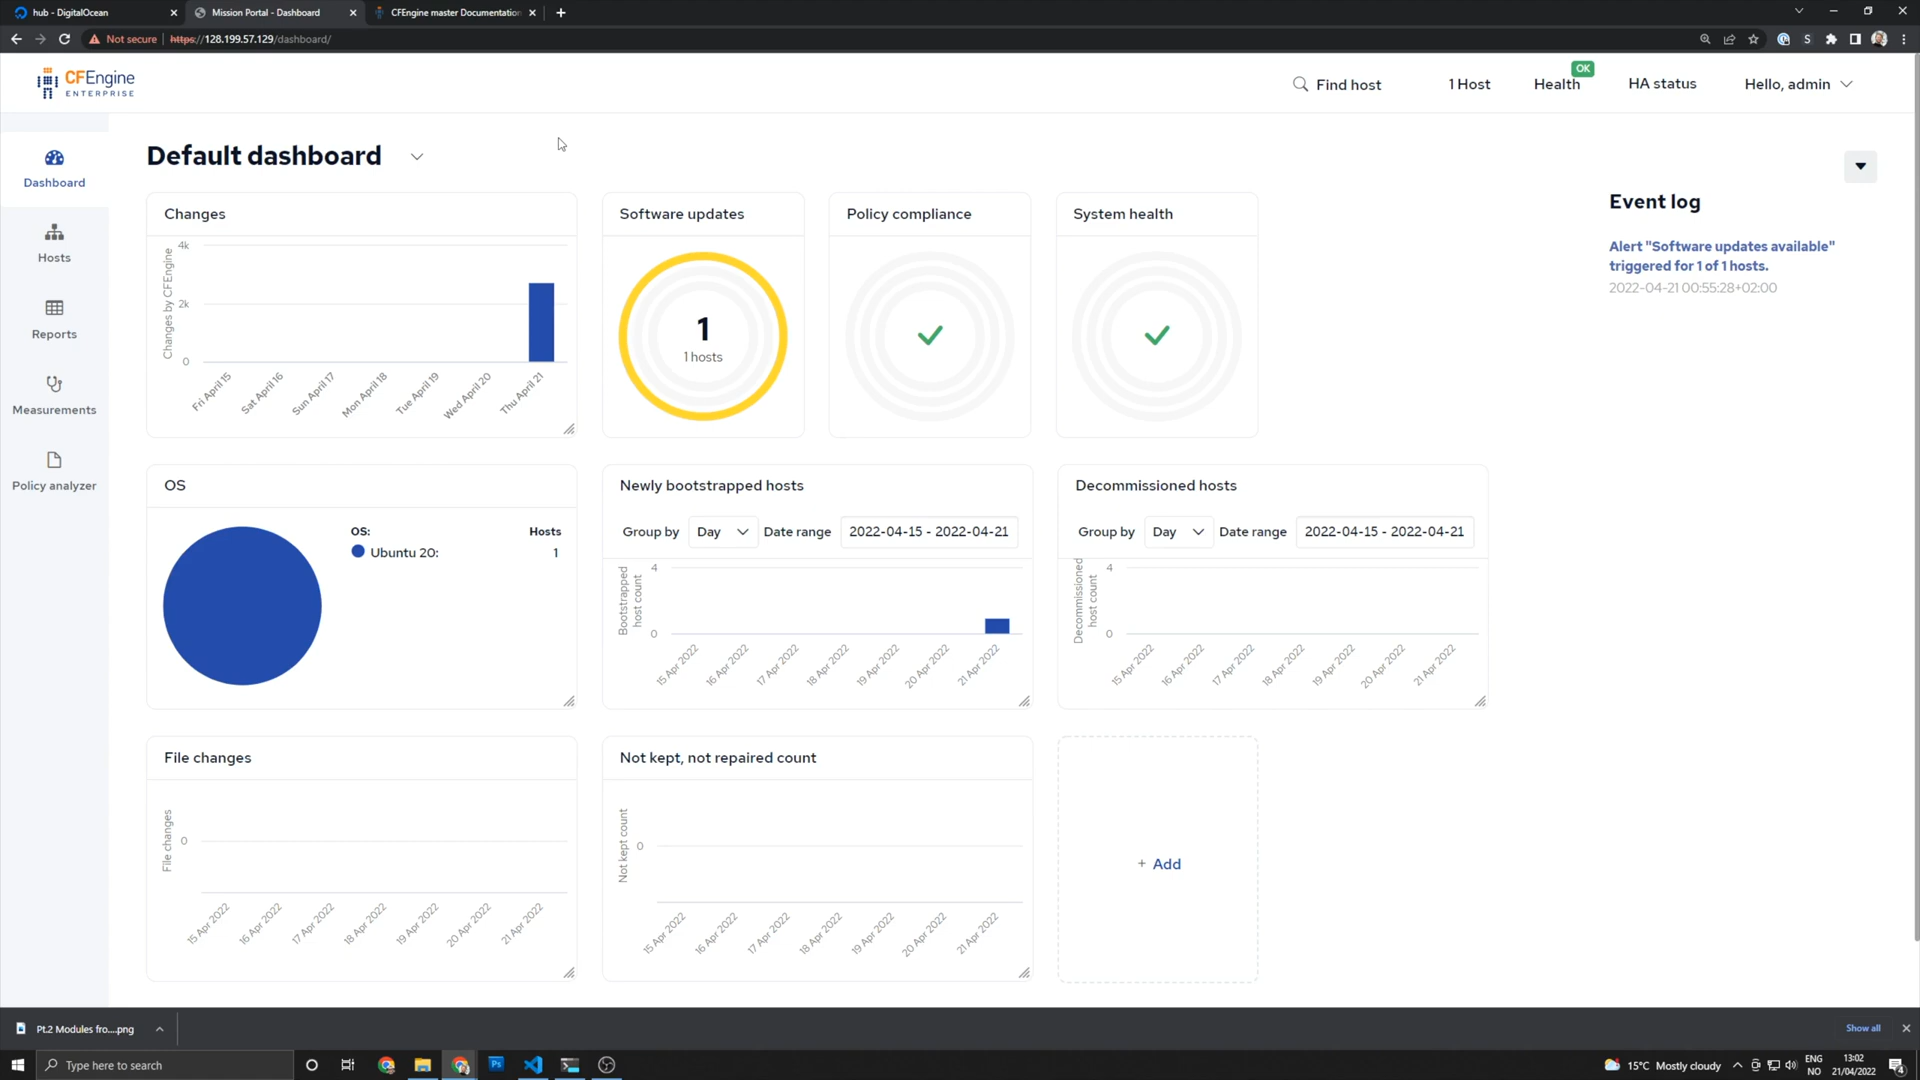 hub - DigitalOcean
Mission Portal - Dashboard
CFEngine master Documentation
Not secure
https://128.199.57.129/dashboard/
CFEngine
ENTERPRISE
Find host
1 Host
Health
OK
HA status
Hello, admin
Dashboard
Hosts
Reports
Measurements
Policy analyzer
Default dashboard
Changes
Changes by CFEngine
4k
2k
0
Fri April 15
Sat April 16
Sun April 17
Mon April 18
Tue April 19
Wed April 20
Thu April 21
Software updates
1
1 hosts
Policy compliance
System health
Event log
Alert "Software updates available"
triggered for 1 of 1 hosts.
2022-04-21 00:55:28+02:00
OS
OS:
Hosts
Ubuntu 20:
1
Newly bootstrapped hosts
Group by
Day
Date range
2022-04-15 - 2022-04-21
Bootstrapped
host count
4
0
15 Apr 2022
16 Apr 2022
17 Apr 2022
18 Apr 2022
19 Apr 2022
20 Apr 2022
21 Apr 2022
Decommissioned hosts
Group by
Day
Date range
2022-04-15 - 2022-04-21
Decommissioned
host count
4
0
15 Apr 2022
16 Apr 2022
17 Apr 2022
18 Apr 2022
19 Apr 2022
20 Apr 2022
21 Apr 2022
File changes
File changes
0
15 Apr 2022
16 Apr 2022
17 Apr 2022
18 Apr 2022
19 Apr 2022
20 Apr 2022
21 Apr 2022
Not kept, not repaired count
Not kept count
0
15 Apr 2022
16 Apr 2022
17 Apr 2022
18 Apr 2022
19 Apr 2022
20 Apr 2022
21 Apr 2022
+ Add
Pt.2 Modules fro....png
Show all
Type here to search
Ps
15°C Mostly cloudy
ENG
NO
13:02
21/04/2022
4